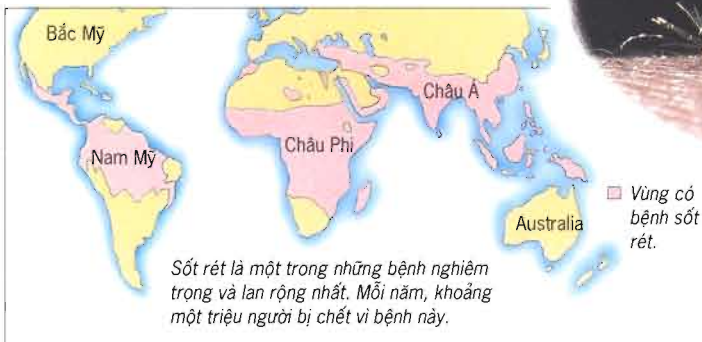 Bắc Mỹ
Châu Á
Châu Phi
Nam Mỹ
Australia
Vùng có
bệnh sốt
rét.
Sốt rét là một trong những bệnh nghiêm
trọng và lan rộng nhất. Mỗi năm, khoảng
một triệu người bị chết vì bệnh này.